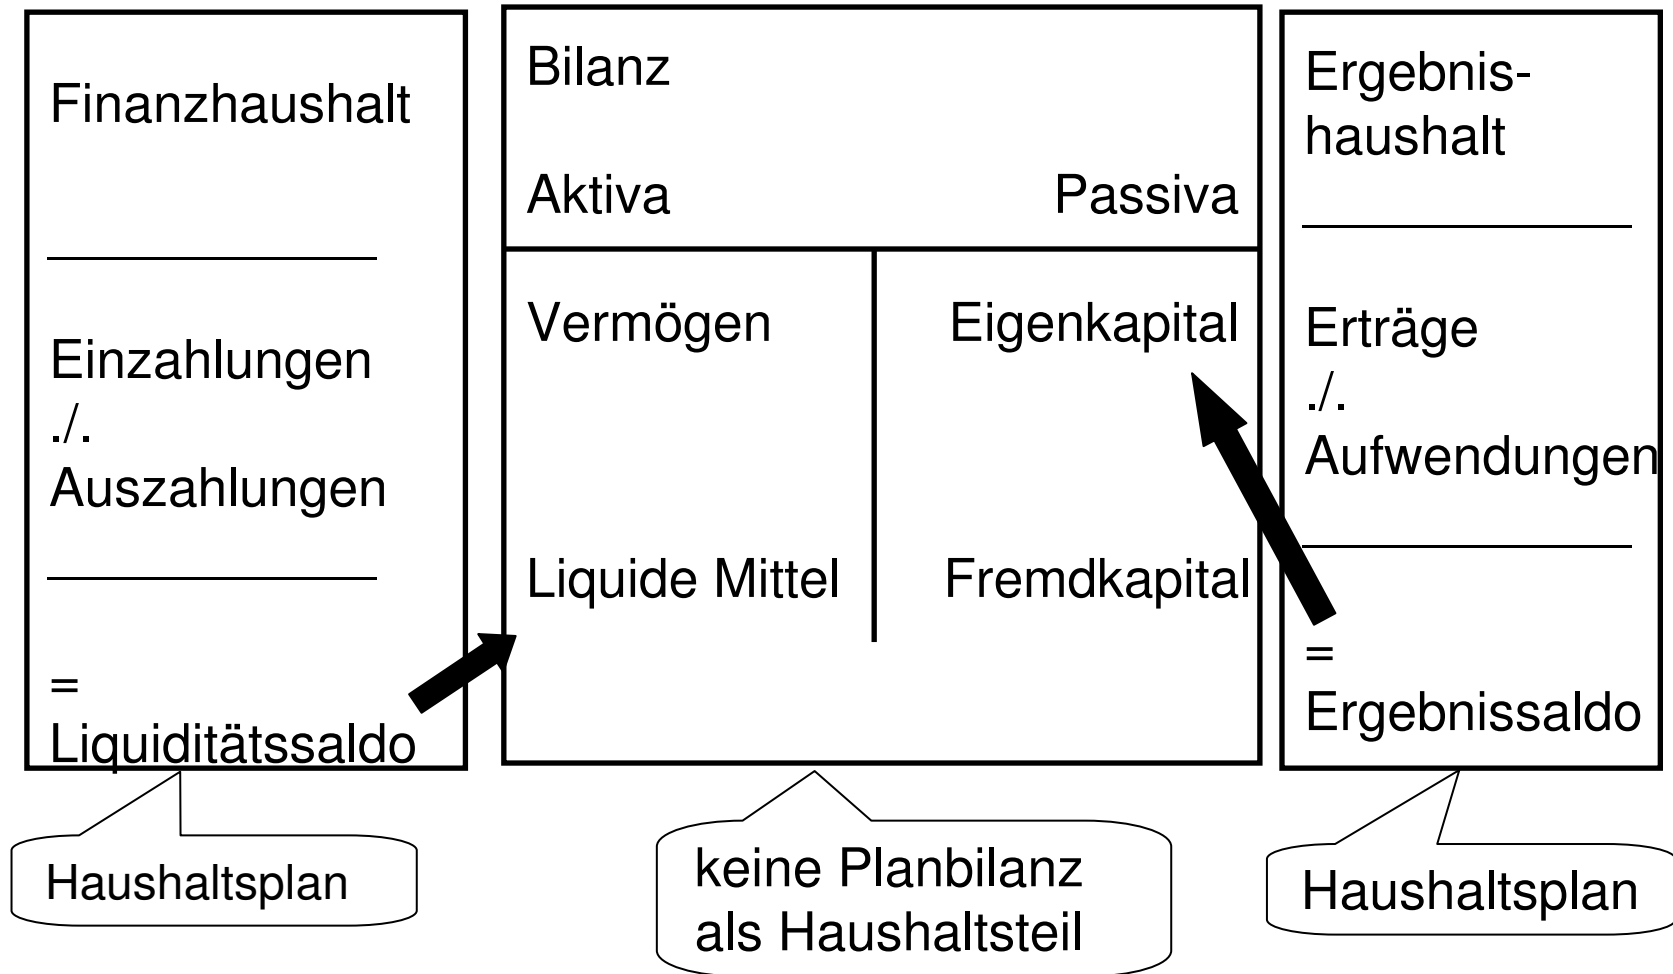 Finanzhaushalt
Einzahlungen
./.
Auszahlungen
=
Liquiditätssaldo
Haushaltsplan
Bilanz
Aktiva Passiva
Vermögen Eigenkapital
Liquide Mittel Fremdkapital
keine Planbilanz
als Haushaltsteil
Ergebnis-
haushalt
Erträge
./.
Aufwendungen
=
Ergebnissaldo
Haushaltsplan